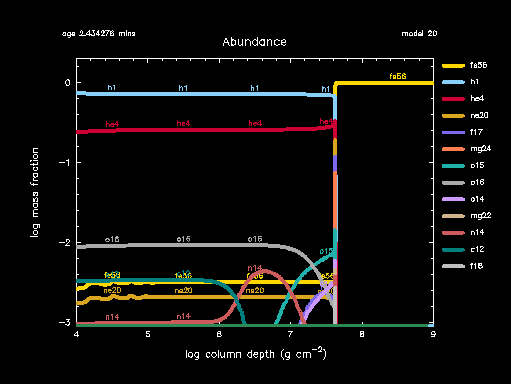 age 2.434276 mins
model 20
Abundance
fe56
h1
he4
ne20
f17
mg24
o15
o16
o14
mg22
n14
c12
f18
h1 h1 h1 h1
fe56
he4 he4 he4 he4
o16 o16 o16
o15
n14
fe56 fe56 fe56
ne20 ne20 ne20
n14 n14
0
−1
−2
−3
4 5 6 7 8 9
log mass fraction
log column depth (g cm−2)